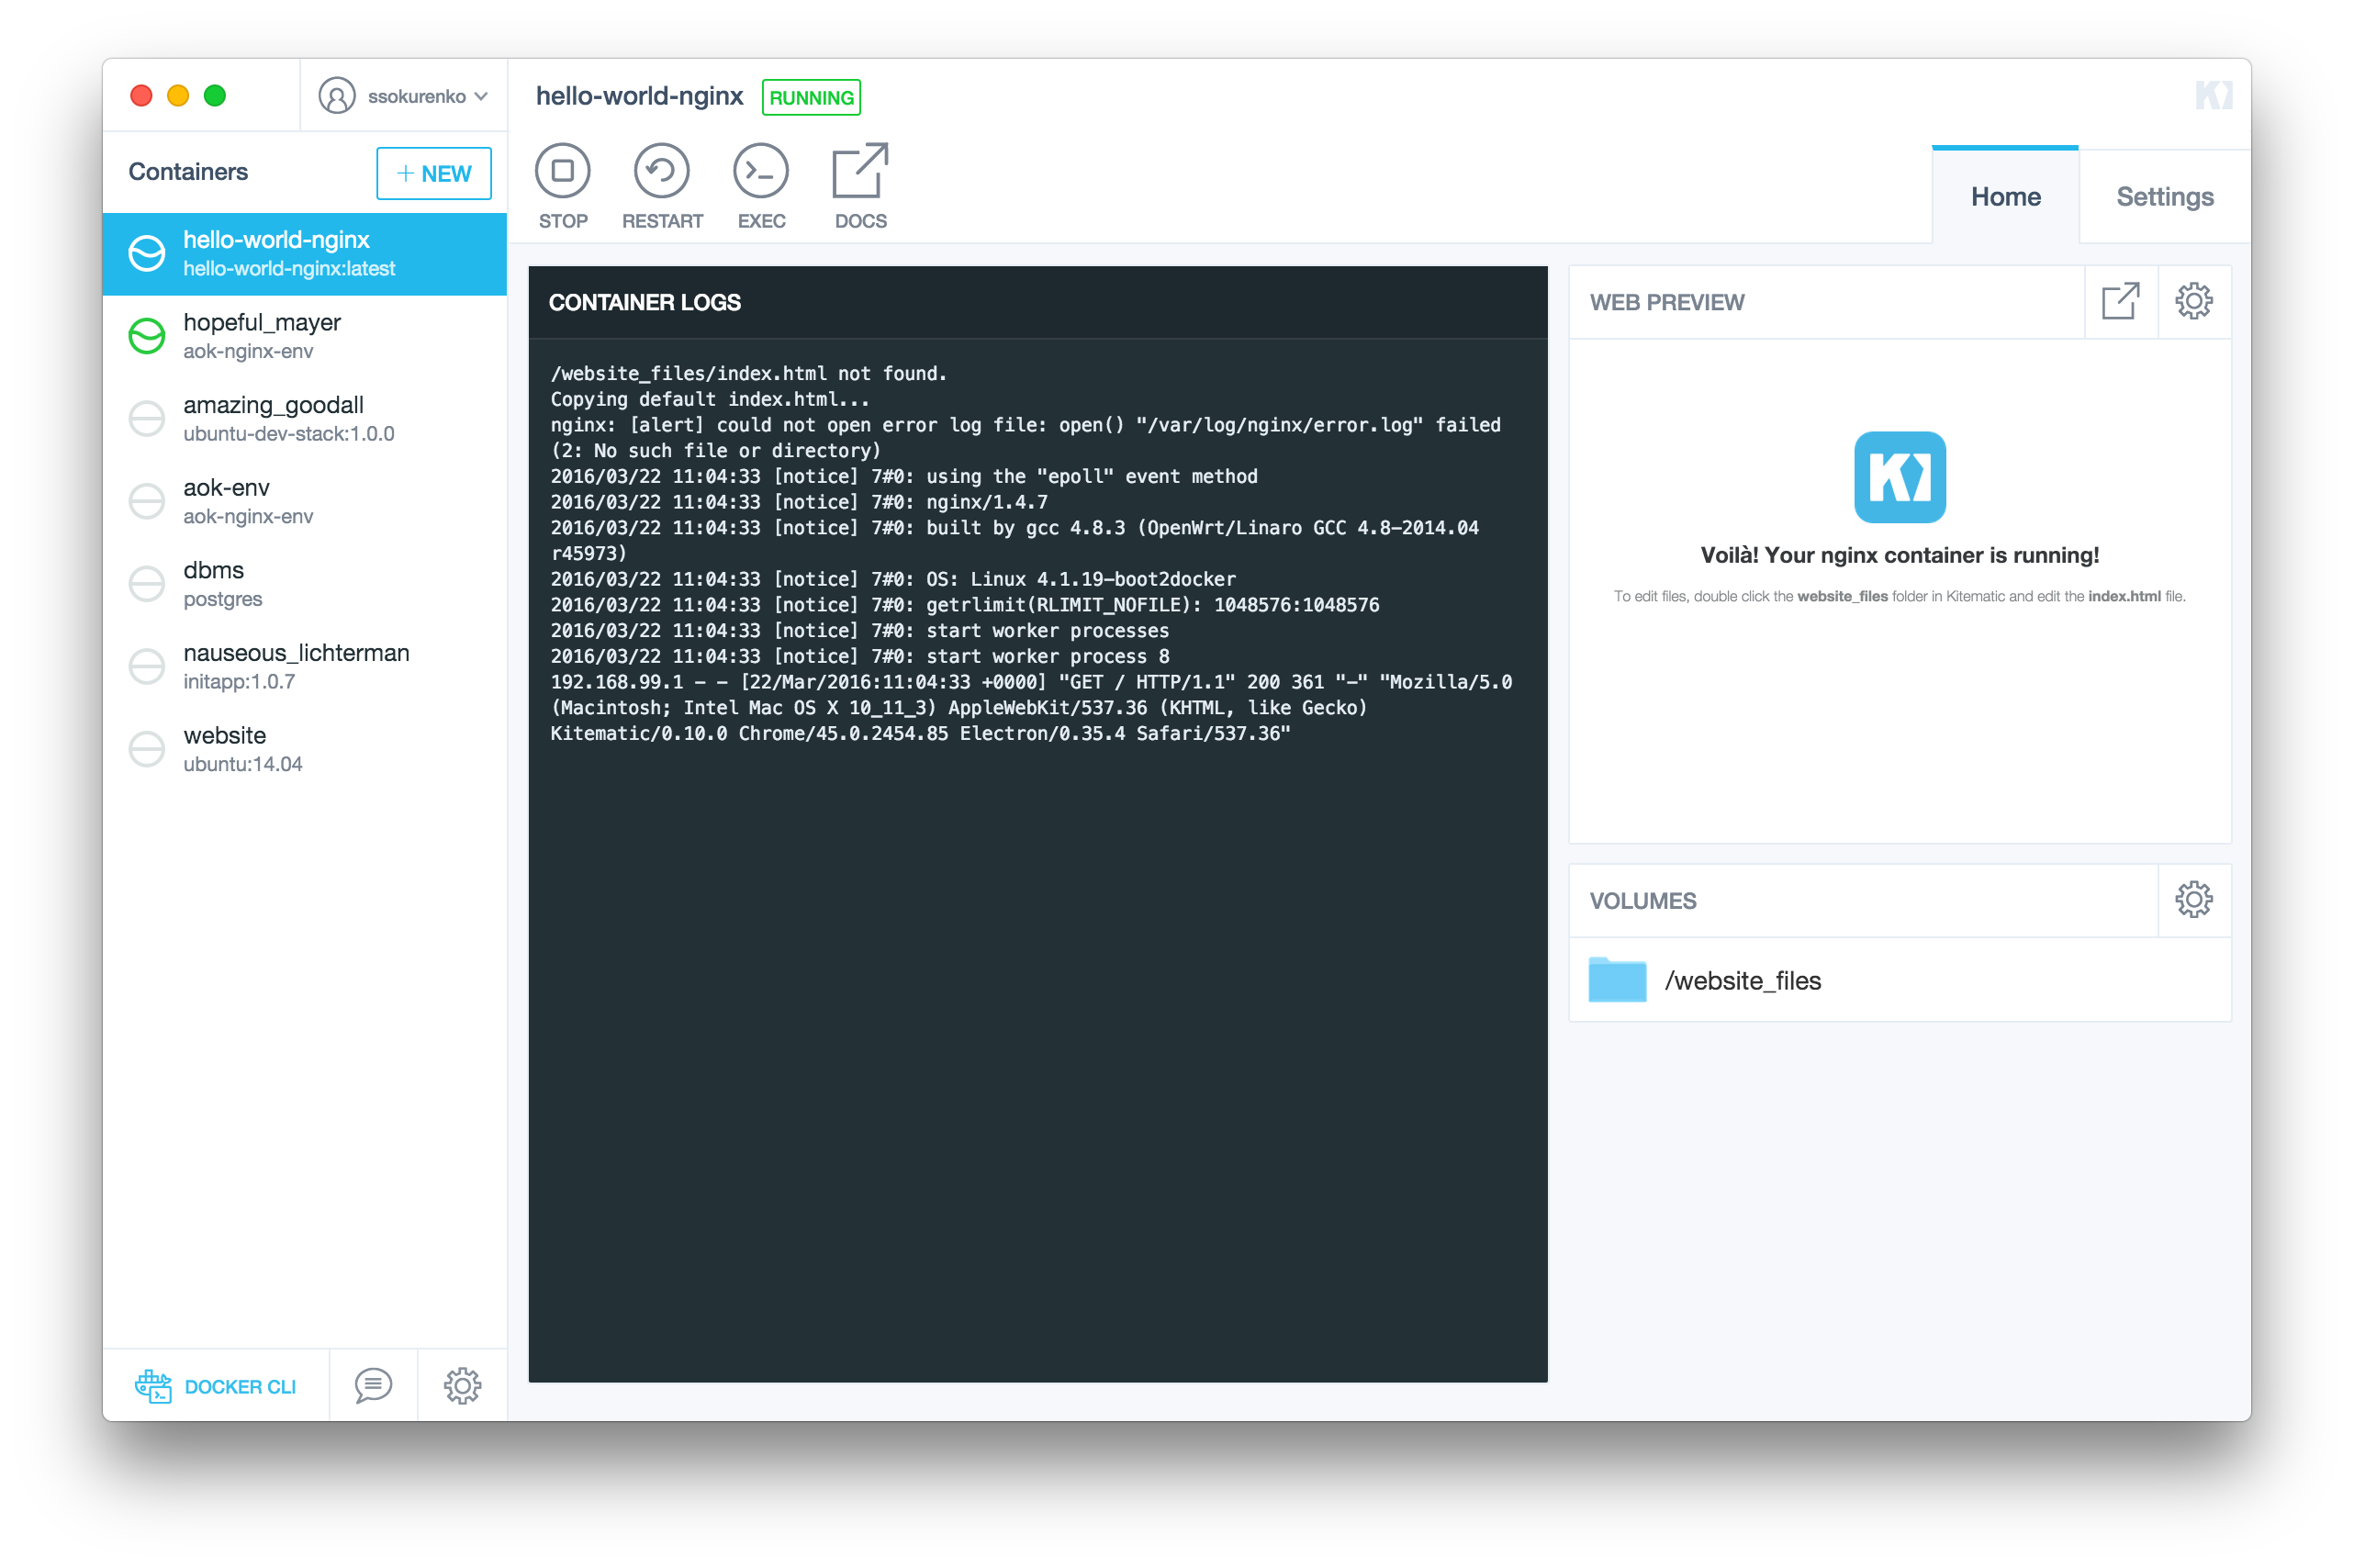 ssokurenko
Containers
+ NEW
hello-world-nginx
hello-world-nginx:latest
hopeful_mayer
aok-nginx-env
amazing_goodall
ubuntu-dev-stack:1.0.0
aok-env
aok-nginx-env
dbms
postgres
nauseous_lichterman
initapp:1.0.7
website
ubuntu:14.04
DOCKER CLI
hello-world-nginx RUNNING
STOP RESTART EXEC DOCS
Home Settings
CONTAINER LOGS
/website_files/index.html not found.
Copying default index.html...
nginx: [alert] could not open error log file: open() "/var/log/nginx/error.log" failed
(2: No such file or directory)
2016/03/22 11:04:33 [notice] 7#0: using the "epoll" event method
2016/03/22 11:04:33 [notice] 7#0: nginx/1.4.7
2016/03/22 11:04:33 [notice] 7#0: built by gcc 4.8.3 (OpenWrt/Linaro GCC 4.8-2014.04
r45973)
2016/03/22 11:04:33 [notice] 7#0: OS: Linux 4.1.19-boot2docker
2016/03/22 11:04:33 [notice] 7#0: getrlimit(RLIMIT_NOFILE): 1048576:1048576
2016/03/22 11:04:33 [notice] 7#0: start worker processes
2016/03/22 11:04:33 [notice] 7#0: start worker process 8
192.168.99.1 - - [22/Mar/2016:11:04:33 +0000] "GET / HTTP/1.1" 200 361 "-" "Mozilla/5.0
(Macintosh; Intel Mac OS X 10_11_3) AppleWebKit/537.36 (KHTML, like Gecko)
Kitematic/0.10.0 Chrome/45.0.2454.85 Electron/0.35.4 Safari/537.36"
WEB PREVIEW
Voilà! Your nginx container is running!
To edit files, double click the website_files folder in Kitematic and edit the index.html file.
VOLUMES
/website_files